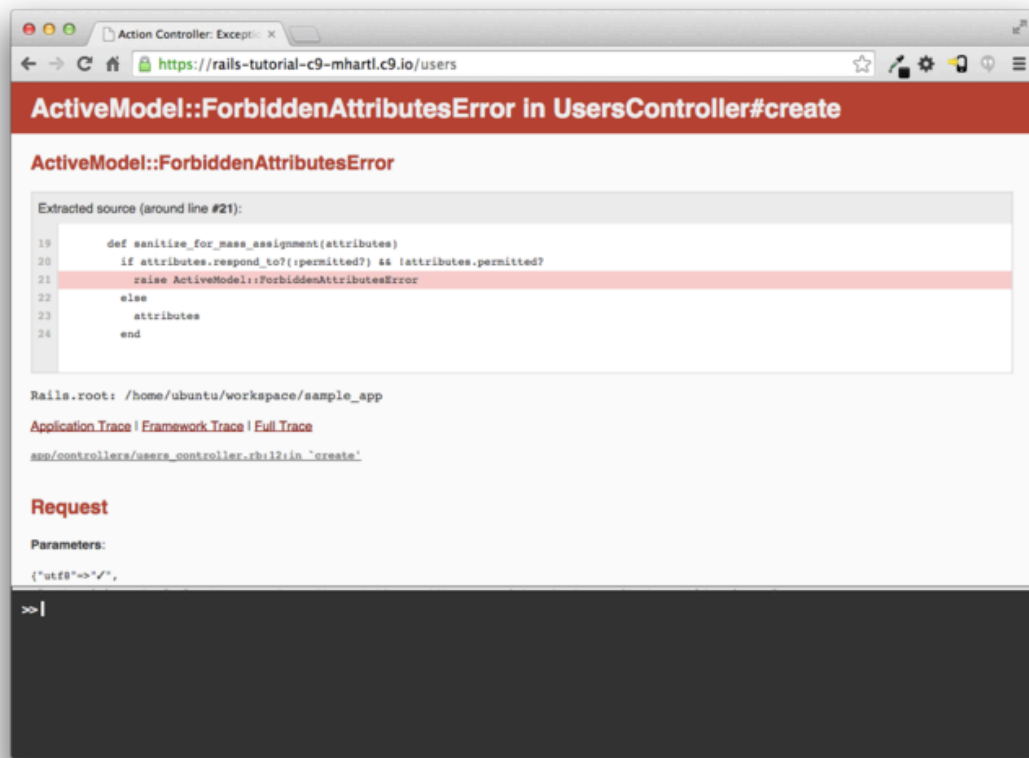 Action Controller: Excepti
https://rails-tutorial-c9-mhartl.c9.io/users
ActiveModel::ForbiddenAttributesError in UsersController#create
ActiveModel::ForbiddenAttributesError
Extracted source (around line #21):
19 def sanitize_for_mass_assignment(attributes)
20 if attributes.respond_to?(:permitted?) && !attributes.permitted?
21 raise ActiveModel::ForbiddenAttributesError
22 else
23 attributes
24 end
Rails.root: /home/ubuntu/workspace/sample_app
Application Trace | Framework Trace | Full Trace
app/controllers/users_controller.rb:12:in `create'
Request
Parameters:
{"utf8"=>"✓",
>>